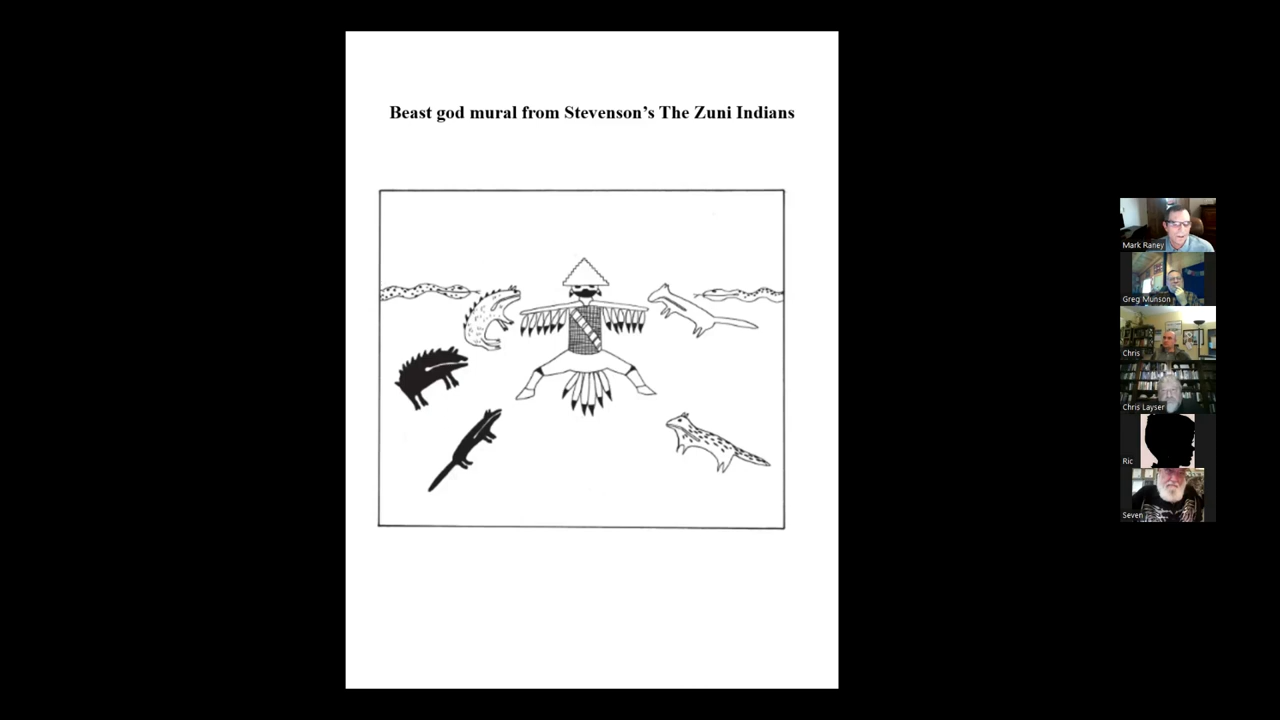 Beast god mural from Stevenson’s The Zuni Indians
Mark Raney
Greg Munson
Chris
Chris Layser
Ric
Seven